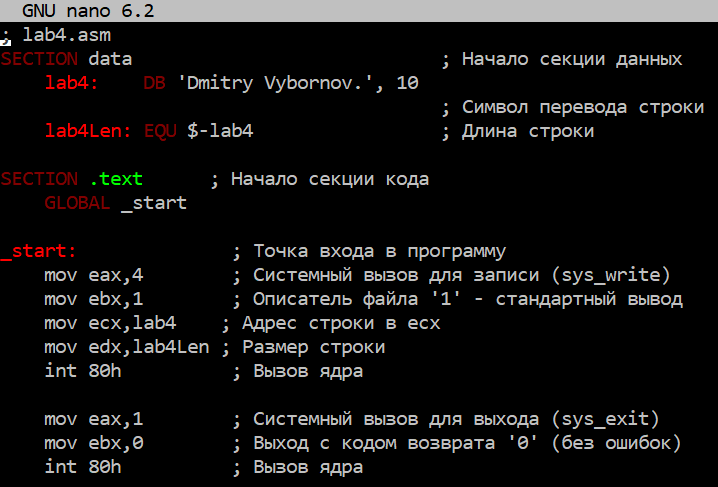 GNU nano 6.2
; lab4.asm
SECTION data ; Начало секции данных
lab4: DB 'Dmitry Vybornov.', 10
; Символ перевода строки
lab4Len: EQU $-lab4 ; Длина строки
SECTION .text ; Начало секции кода
GLOBAL _start
_start: ; Точка входа в программу
mov eax,4 ; Системный вызов для записи (sys_write)
mov ebx,1 ; Описатель файла '1' - стандартный вывод
mov ecx,lab4 ; Адрес строки в ecx
mov edx,lab4Len ; Размер строки
int 80h ; Вызов ядра
mov eax,1 ; Системный вызов для выхода (sys_exit)
mov ebx,0 ; Выход с кодом возврата '0' (без ошибок)
int 80h ; Вызов ядра